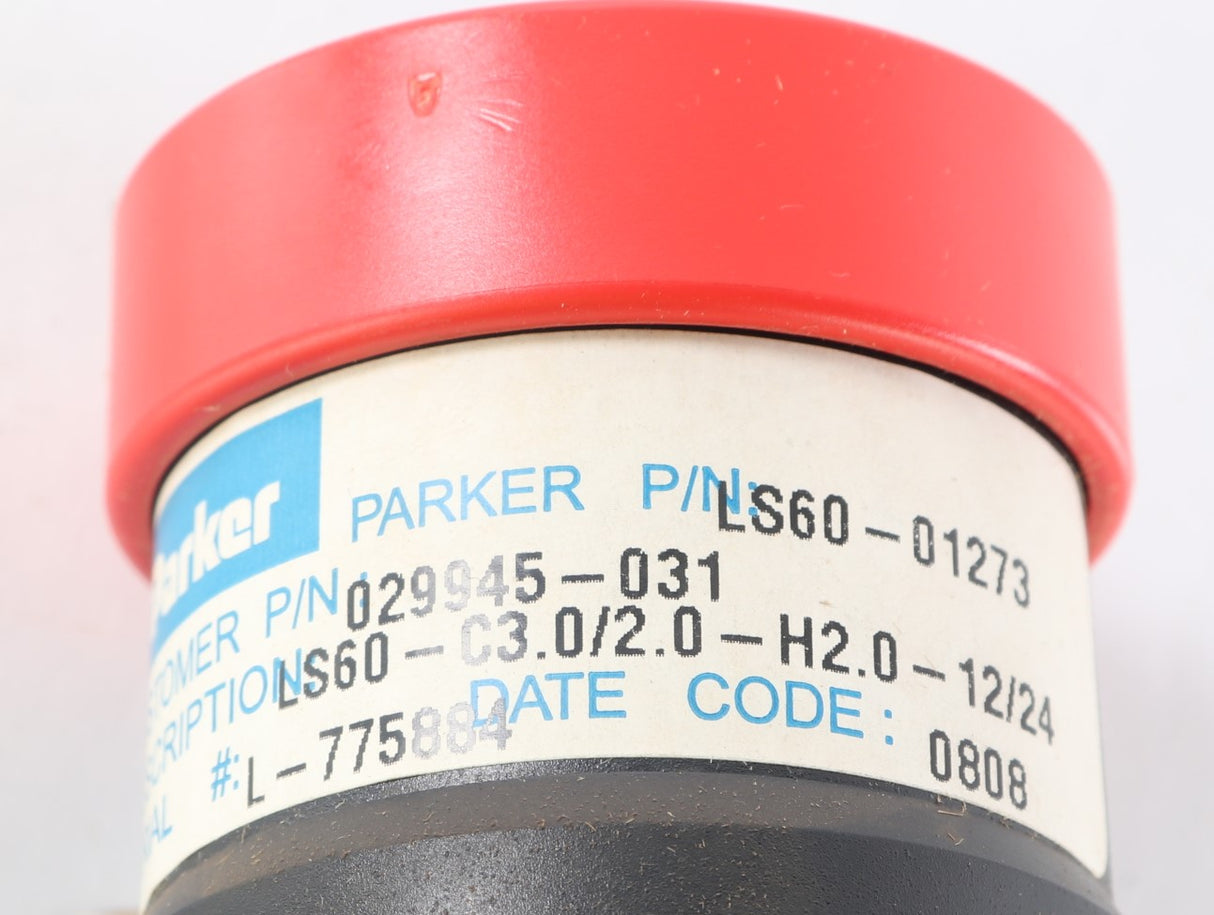 Parker
PARKER P/N: LS60-01273
CUSTOMER P/N: 029945-031
DESCRIPTION: LS60-C3.0/2.0-H2.0-12/24
SERIAL #: L-775884 DATE CODE: 0808